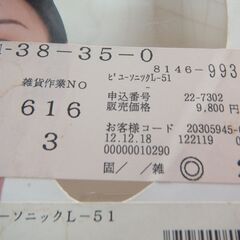 -38-35-0
8146-993
雑貨作業NO
ピユーソニックL-51
616
申込番号 22-7302
販売価格 9,800円
3
お客様コード 20305945-
12.12.18 122119
00000010290
固／雑
ーソニックL-51